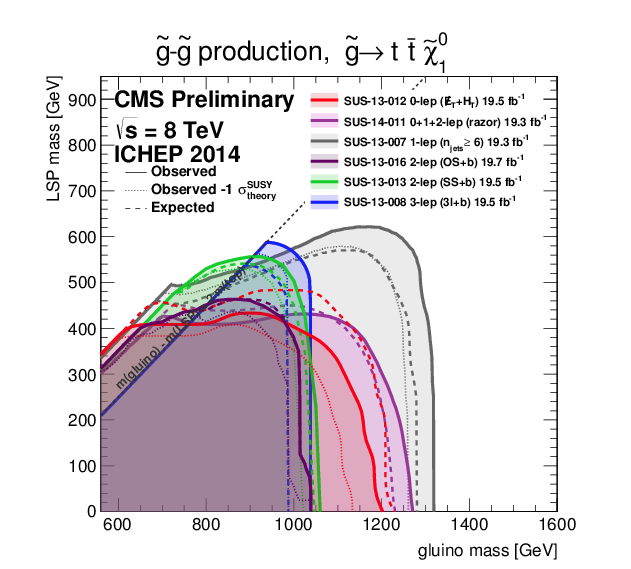 g̃-g̃ production, g̃→ t t̄ χ̃₁⁰
LSP mass [GeV]
900
800
700
600
500
400
300
200
100
0
CMS Preliminary
√s = 8 TeV
ICHEP 2014
Observed
Observed -1 σ SUSY theory
Expected
SUS-13-012 0-lep (E̸T+HT) 19.5 fb⁻¹
SUS-14-011 0+1+2-lep (razor) 19.3 fb⁻¹
SUS-13-007 1-lep (njets ≥ 6) 19.3 fb⁻¹
SUS-13-016 2-lep (OS+b) 19.7 fb⁻¹
SUS-13-013 2-lep (SS+b) 19.5 fb⁻¹
SUS-13-008 3-lep (3l+b) 19.5 fb⁻¹
m(gluino) - m(LSP)
600 800 1000 1200 1400 1600
gluino mass [GeV]